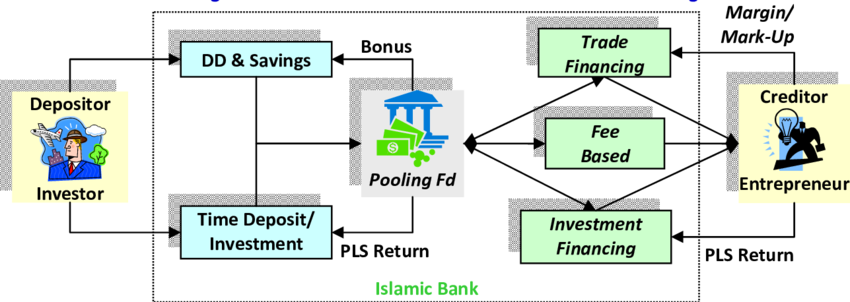 Margin/
Mark-Up
DD & Savings
Bonus
Trade
Financing
Depositor
Investor
$
Pooling Fd
Fee
Based
Creditor
Entrepreneur
Time Deposit/
Investment
PLS Return
Investment
Financing
PLS Return
Islamic Bank